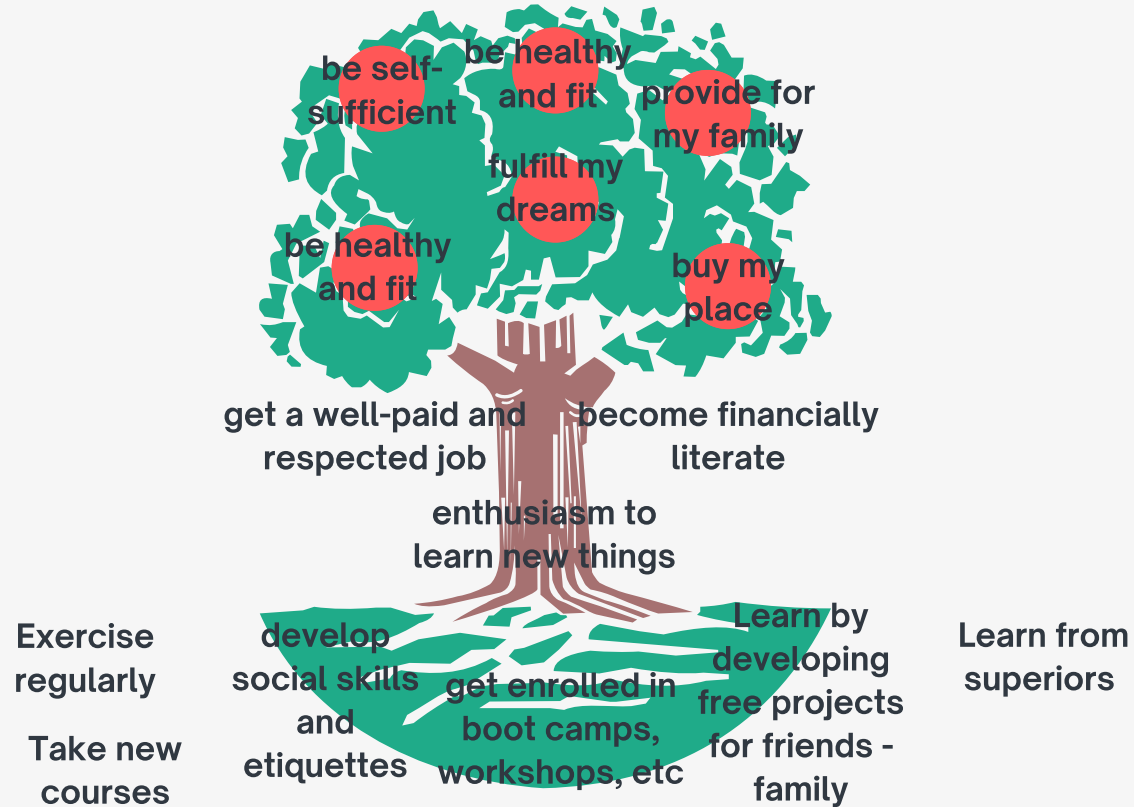 be self-
sufficient
be healthy
and fit
provide for
my family
fulfill my
dreams
be healthy
and fit
buy my
place
get a well-paid and
respected job
become financially
literate
enthusiasm to
learn new things
Exercise
regularly
Take new
courses
develop
social skills
and
etiquettes
get enrolled in
boot camps,
workshops, etc
Learn by
developing
free projects
for friends -
family
Learn from
superiors